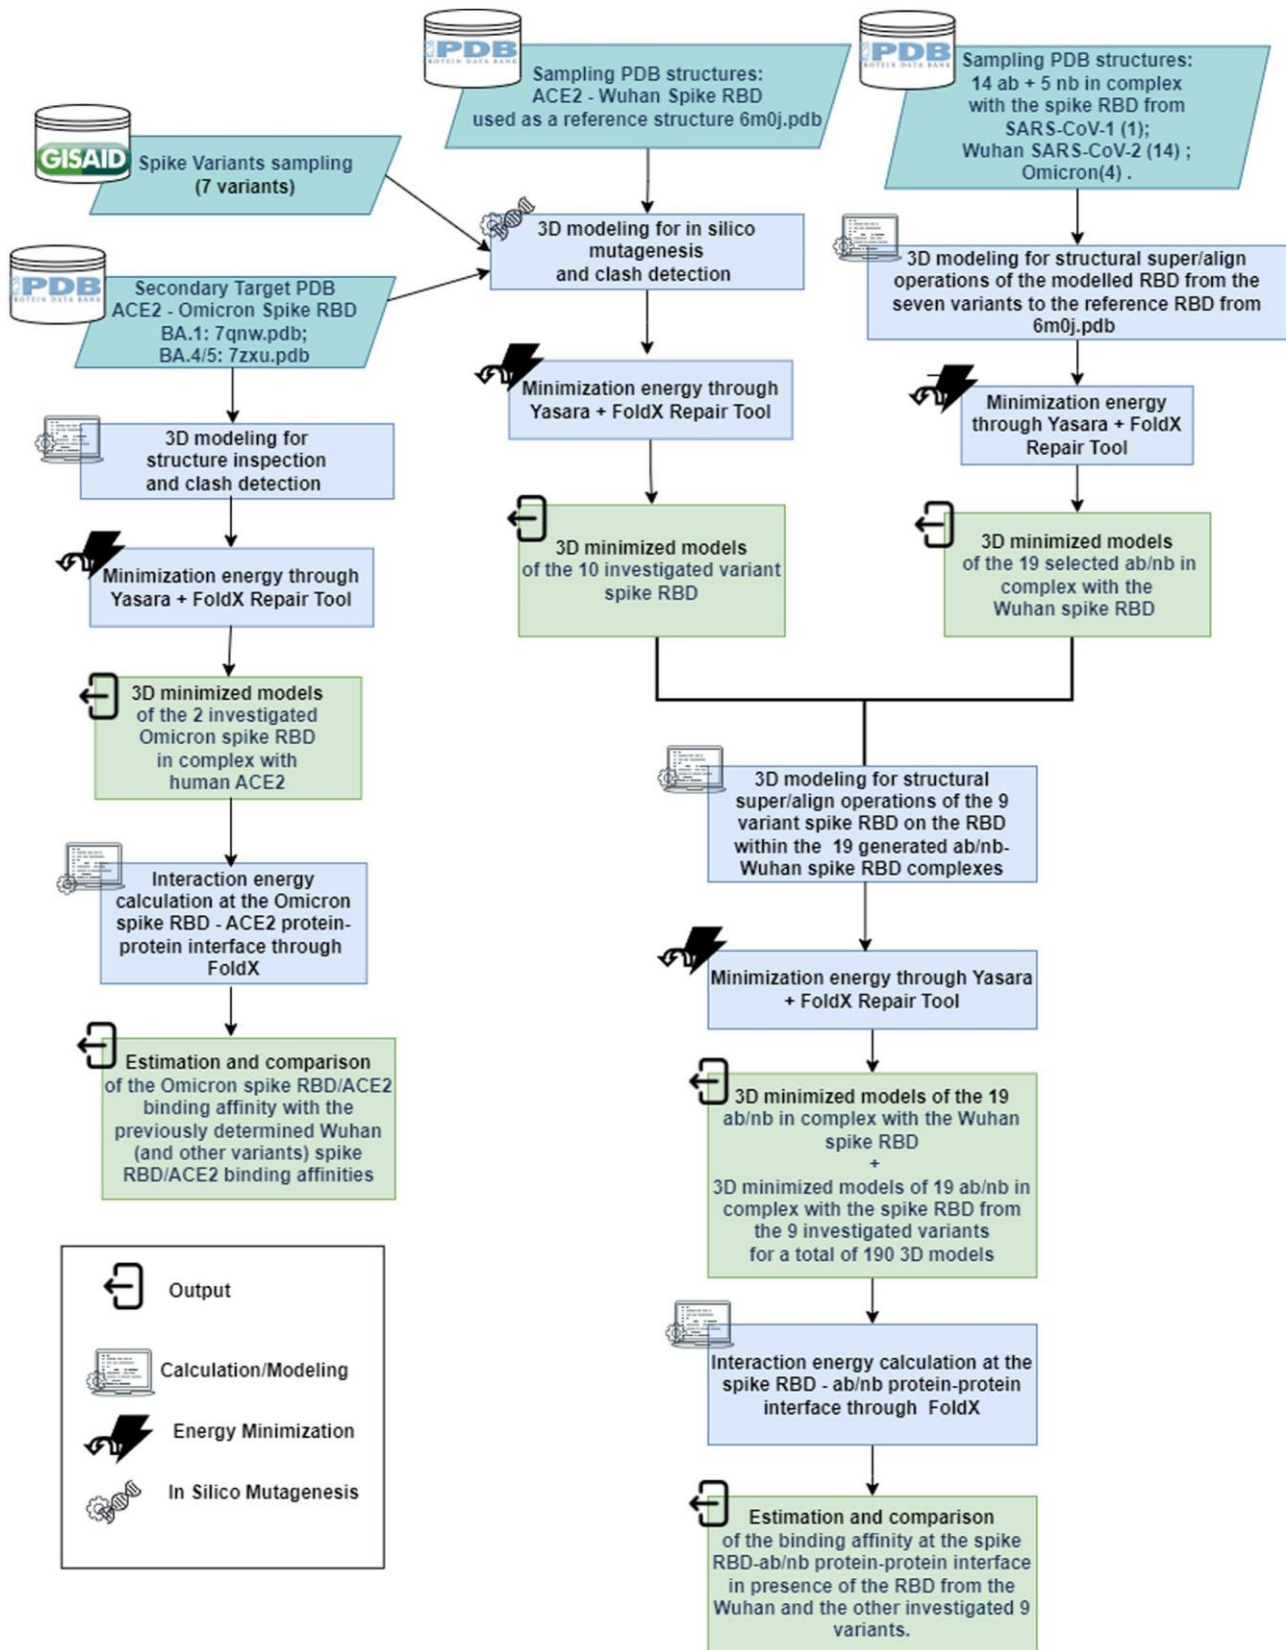 PDB
PROTEIN DATA BANK
Sampling PDB structures:
ACE2 - Wuhan Spike RBD
used as a reference structure 6m0j.pdb
PDB
PROTEIN DATA BANK
Sampling PDB structures:
14 ab + 5 nb in complex
with the spike RBD from
SARS-CoV-1 (1);
Wuhan SARS-CoV-2 (14) ;
Omicron(4) .
GISAID
Spike Variants sampling
(7 variants)
PDB
PROTEIN DATA BANK
Secondary Target PDB
ACE2 - Omicron Spike RBD
BA.1: 7qnw.pdb;
BA.4/5: 7zxu.pdb
3D modeling for in silico
mutagenesis
and clash detection
3D modeling for structural super/align
operations of the modelled RBD from the
seven variants to the reference RBD from
6m0j.pdb
Minimization energy through
Yasara + FoldX Repair Tool
Minimization energy
through Yasara + FoldX
Repair Tool
3D modeling for
structure inspection
and clash detection
Minimization energy through
Yasara + FoldX Repair Tool
3D minimized models
of the 10 investigated variant
spike RBD
3D minimized models
of the 19 selected ab/nb in
complex with the
Wuhan spike RBD
3D minimized models
of the 2 investigated
Omicron spike RBD
in complex with
human ACE2
Interaction energy
calculation at the Omicron
spike RBD - ACE2 protein-
protein interface through
FoldX
Estimation and comparison
of the Omicron spike RBD/ACE2
binding affinity with the
previously determined Wuhan
(and other variants) spike
RBD/ACE2 binding affinities
3D modeling for structural
super/align operations of the 9
variant spike RBD on the RBD
within the 19 generated ab/nb-
Wuhan spike RBD complexes
Minimization energy through Yasara
+ FoldX Repair Tool
3D minimized models of the 19
ab/nb in complex with the Wuhan
spike RBD
+
3D minimized models of 19 ab/nb in
complex with the spike RBD from
the 9 investigated variants
for a total of 190 3D models
Interaction energy calculation at the
spike RBD - ab/nb protein-protein
interface through FoldX
Estimation and comparison
of the binding affinity at the spike
RBD-ab/nb protein-protein interface
in presence of the RBD from the
Wuhan and the other investigated 9
variants.
Output
Calculation/Modeling
Energy Minimization
In Silico Mutagenesis